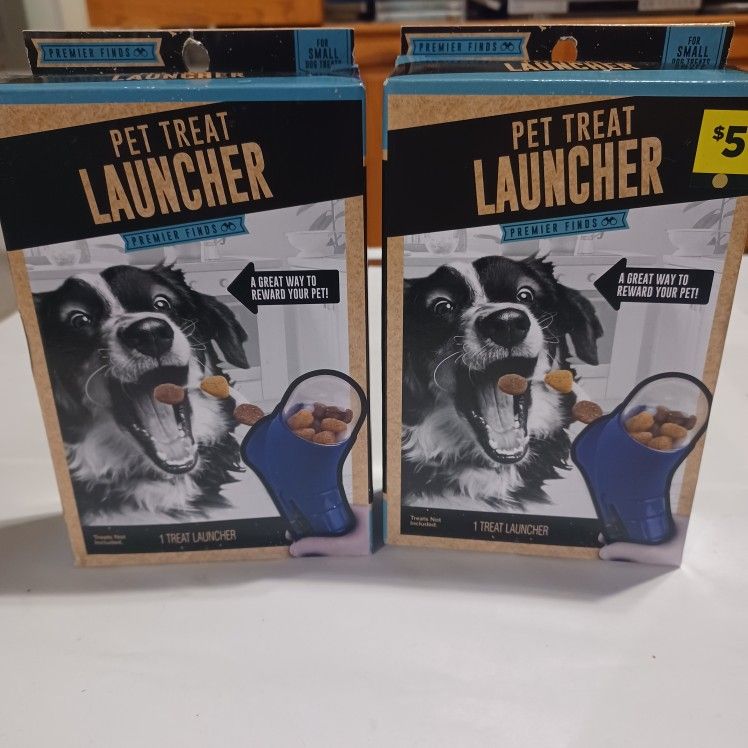 PREMIER FINDS
FOR
SMALL
DOG TREATS
LAUNCHER
PET TREAT
LAUNCHER
PREMIER FINDS
A GREAT WAY TO
REWARD YOUR PET!
Treats Not
Included.
1 TREAT LAUNCHER
PREMIER FINDS
FOR
SMALL
DOG TREATS
LAUNCHER
$5
PET TREAT
LAUNCHER
PREMIER FINDS
A GREAT WAY TO
REWARD YOUR PET!
Treats Not
Included.
1 TREAT LAUNCHER